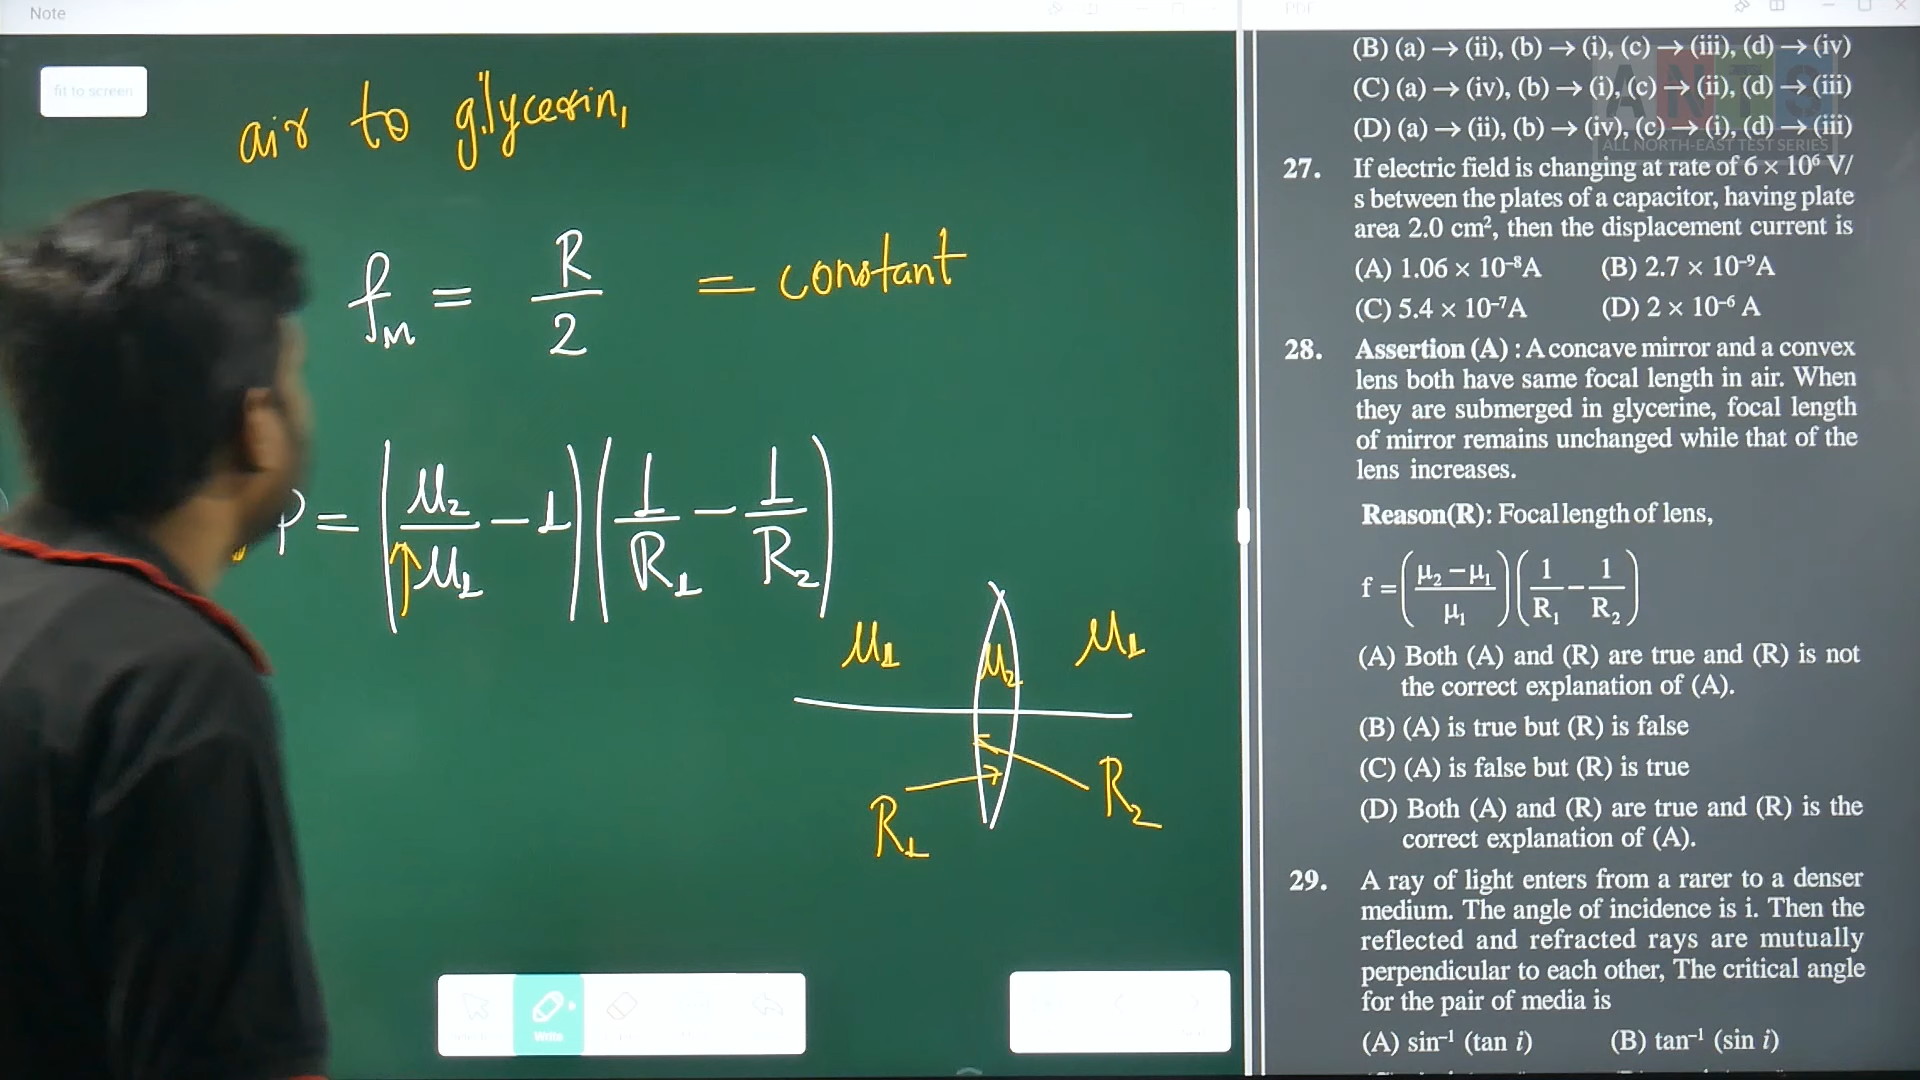 Note
PDF
fit to screen
air to glycerin,
f_M = R/2 = constant
P = (μ₂/μ₁ - 1)(1/R₁ - 1/R₂)
μ₁ μ₂ μ₁
R₁ R₂
Write
(B) (a) → (ii), (b) → (i), (c) → (iii), (d) → (iv)
(C) (a) → (iv), (b) → (i), (c) → (ii), (d) → (iii)
(D) (a) → (ii), (b) → (iv), (c) → (i), (d) → (iii)
ANTS
ALL NORTH-EAST TEST SERIES
27. If electric field is changing at rate of 6 × 10⁶ V/
s between the plates of a capacitor, having plate
area 2.0 cm², then the displacement current is
(A) 1.06 × 10⁻⁸A (B) 2.7 × 10⁻⁹A
(C) 5.4 × 10⁻⁷A (D) 2 × 10⁻⁶ A
28. Assertion (A) : A concave mirror and a convex
lens both have same focal length in air. When
they are submerged in glycerine, focal length
of mirror remains unchanged while that of the
lens increases.
Reason(R): Focal length of lens,
f = (μ₂ – μ₁/μ₁)(1/R₁ – 1/R₂)
(A) Both (A) and (R) are true and (R) is not
the correct explanation of (A).
(B) (A) is true but (R) is false
(C) (A) is false but (R) is true
(D) Both (A) and (R) are true and (R) is the
correct explanation of (A).
29. A ray of light enters from a rarer to a denser
medium. The angle of incidence is i. Then the
reflected and refracted rays are mutually
perpendicular to each other, The critical angle
for the pair of media is
(A) sin⁻¹ (tan i) (B) tan⁻¹ (sin i)